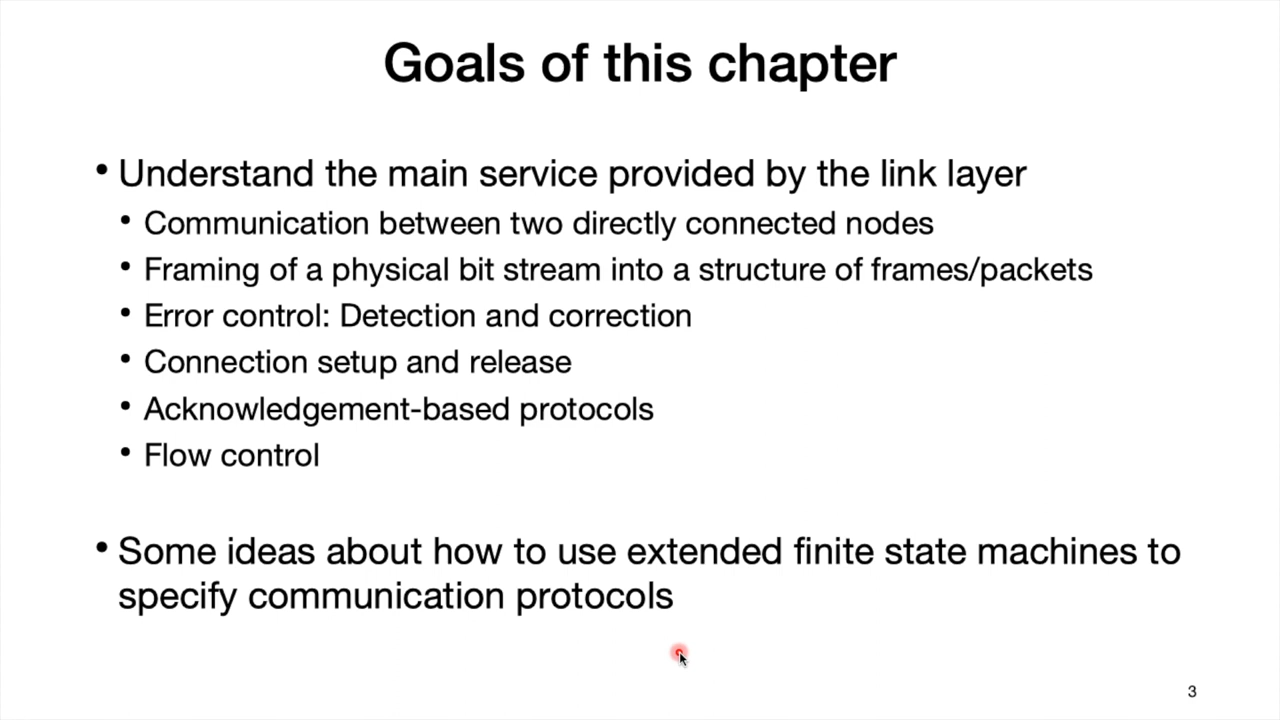 Goals of this chapter
• Understand the main service provided by the link layer
• Communication between two directly connected nodes
• Framing of a physical bit stream into a structure of frames/packets
• Error control: Detection and correction
• Connection setup and release
• Acknowledgement-based protocols
• Flow control
• Some ideas about how to use extended finite state machines to
specify communication protocols
3